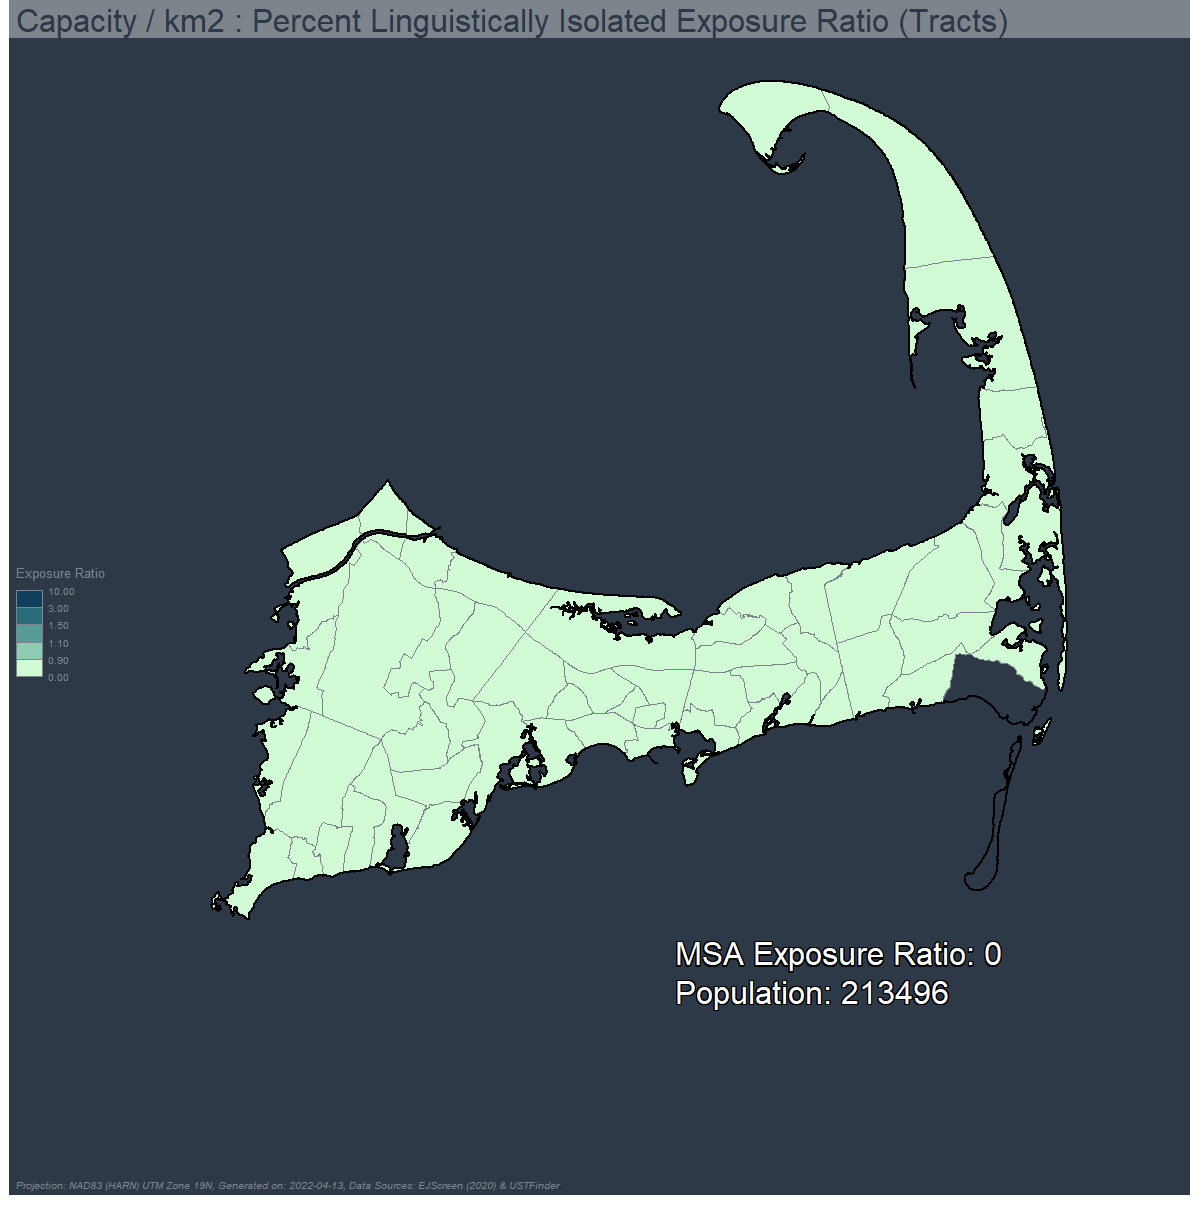 Capacity / km2 : Percent Linguistically Isolated Exposure Ratio (Tracts)
Exposure Ratio
10.00
3.00
1.50
1.10
0.90
0.00
MSA Exposure Ratio: 0
Population: 213496
Projection: NAD83 (HARN) UTM Zone 19N, Generated on: 2022-04-13, Data Sources: EJScreen (2020) & USTFinder